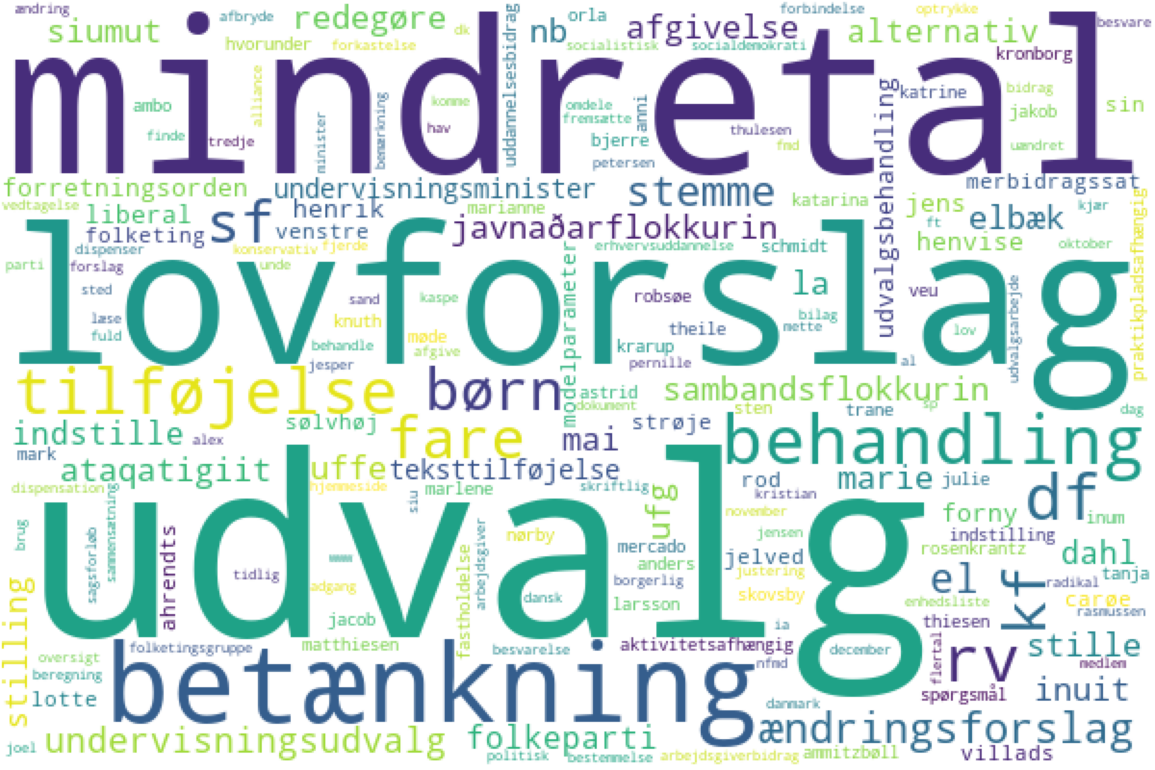 ændring
afbryde
redegøre
orla
forbindelse
optrykke
siumut
hvorunder
forkastelse
dk
uddannelsesbidrag
nb
socialistisk
afgivelse
socialdemokrati
alternativ
besvare
kronborg
mindretal
ambo
finde
tredje
alliance
minister
bemærkning
komme
hav
omdele
fremsætte
bjerre
petersen
anni
thulesen
fmd
udvalgsbehandling
katrine
bidrag
jakob
uændret
sin
forretningsorden
undervisningsminister
stemme
merbidragssat
vedtagelse
liberal
folketing
sf
henrik
venstre
marianne
javnaðarflokkurin
katarina
jens
elbæk
kjær
praktikpladsafhængig
dispenser
konservativ
fjerde
modelparameter
erhvervsuddannelse
schmidt
ft
henvise
oktober
parti
forslag
unde
lovforslag
sted
læse
fuld
sand
knuth
behandle
jesper
kaspe
møde
afgive
robsøe
theile
krarup
pernille
la
bilag
mette
veu
al
lov
udvalgsarbejde
tilføjelse
børn
astrid
dokument
sambandsflokkurin
sten
trane
sp
dag
indstille
alex
mark
sølvhøj
fare
mai
strøje
behandling
ataqatigiit
uffe
teksttilføjelse
rod
kristian
marie
julie
df
dispensation
hjemmeside
siu
marlene
skriftlig
ufg
november
forny
inum
brug
sagsforløb
sammensætning
udvalg
ahrendts
tidlig
www
adgang
jacob
fastholdelse
arbejdsgiver
nørby
dansk
mercado
anders
borgerlig
larsson
jensen
jelved
justering
skovsby
indstilling
rosenkrantz
dahl
el
enhedsliste
kf
radikal
tanja
carøe
rasmussen
stilling
oversigt
beregning
lotte
folketingsgruppe
matthiesen
besvarelse
aktivitetsafhængig
ia
nfmd
december
thiesen
flertal
rv
stille
medlem
spørgsmål
inuit
betænkning
danmark
ændringsforslag
joel
undervisningsudvalg
folkeparti
politisk
bestemmelse
arbejdsgiverbidrag
ammitzbøll
villads